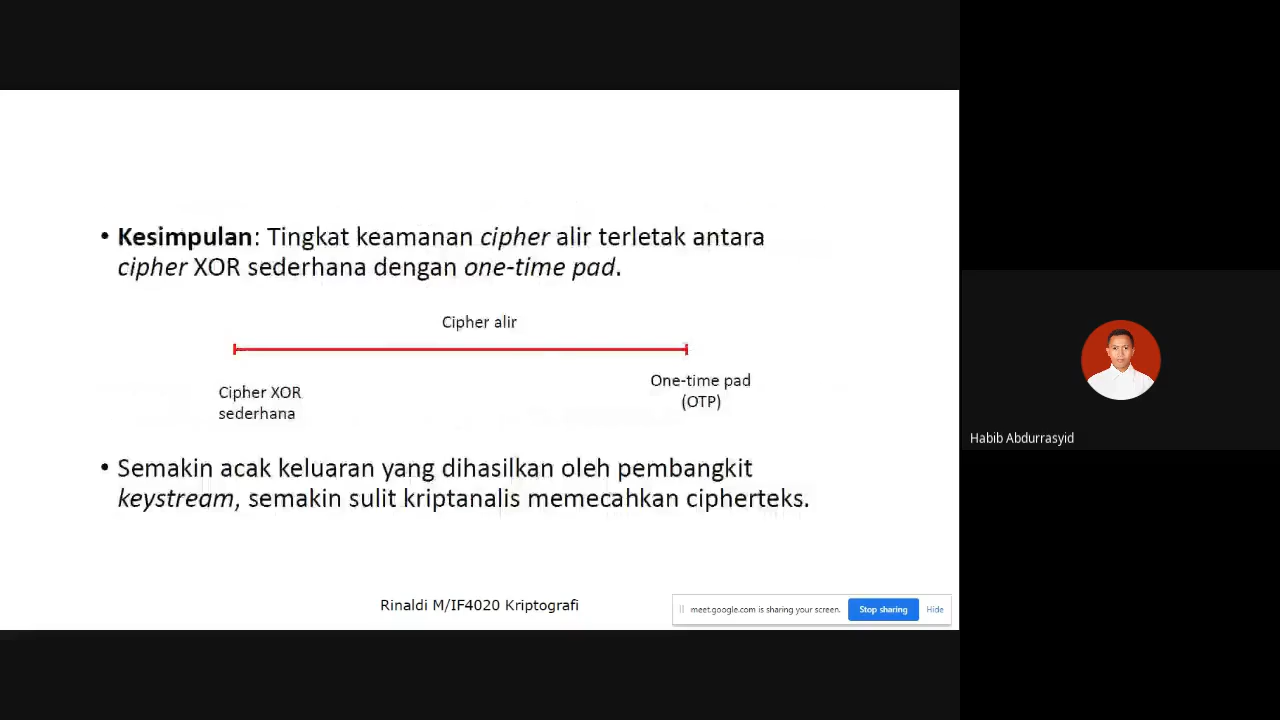 • Kesimpulan: Tingkat keamanan cipher alir terletak antara
cipher XOR sederhana dengan one-time pad.
Cipher alir
Cipher XOR
sederhana
One-time pad
(OTP)
• Semakin acak keluaran yang dihasilkan oleh pembangkit
keystream, semakin sulit kriptanalis memecahkan cipherteks.
Rinaldi M/IF4020 Kriptografi
meet.google.com is sharing your screen.
Stop sharing
Hide
Habib Abdurrasyid